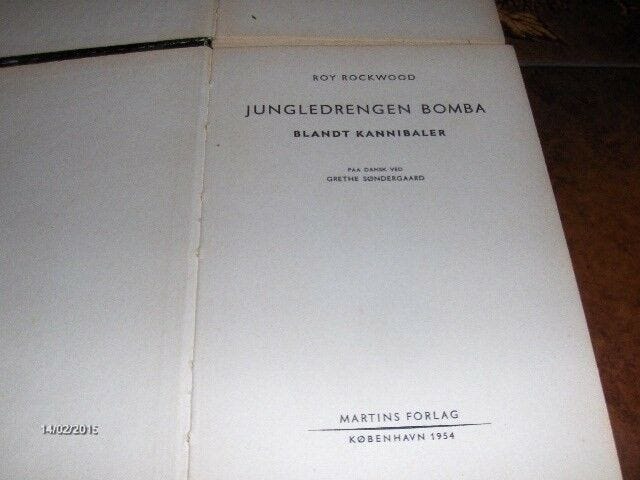 ROY ROCKWOOD
JUNGLEDRENGEN BOMBA
BLANDT KANNIBALER
PAA DANSK VED
GRETHE SØNDERGAARD
MARTINS FORLAG
KØBENHAVN 1954
14/02/2015